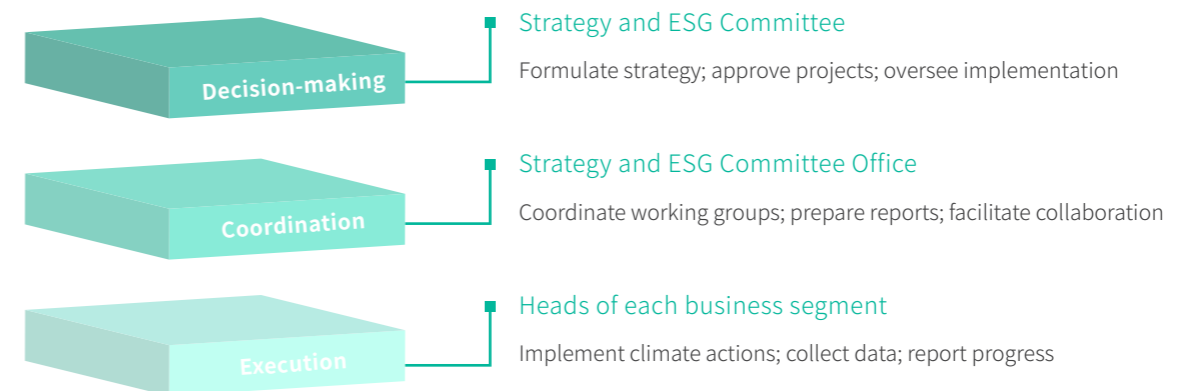 Strategy and ESG Committee
Decision-making
Formulate strategy; approve projects; oversee implementation
Strategy and ESG Committee Office
Coordination
Coordinate working groups; prepare reports; facilitate collaboration
Heads of each business segment
Execution
Implement climate actions; collect data; report progress